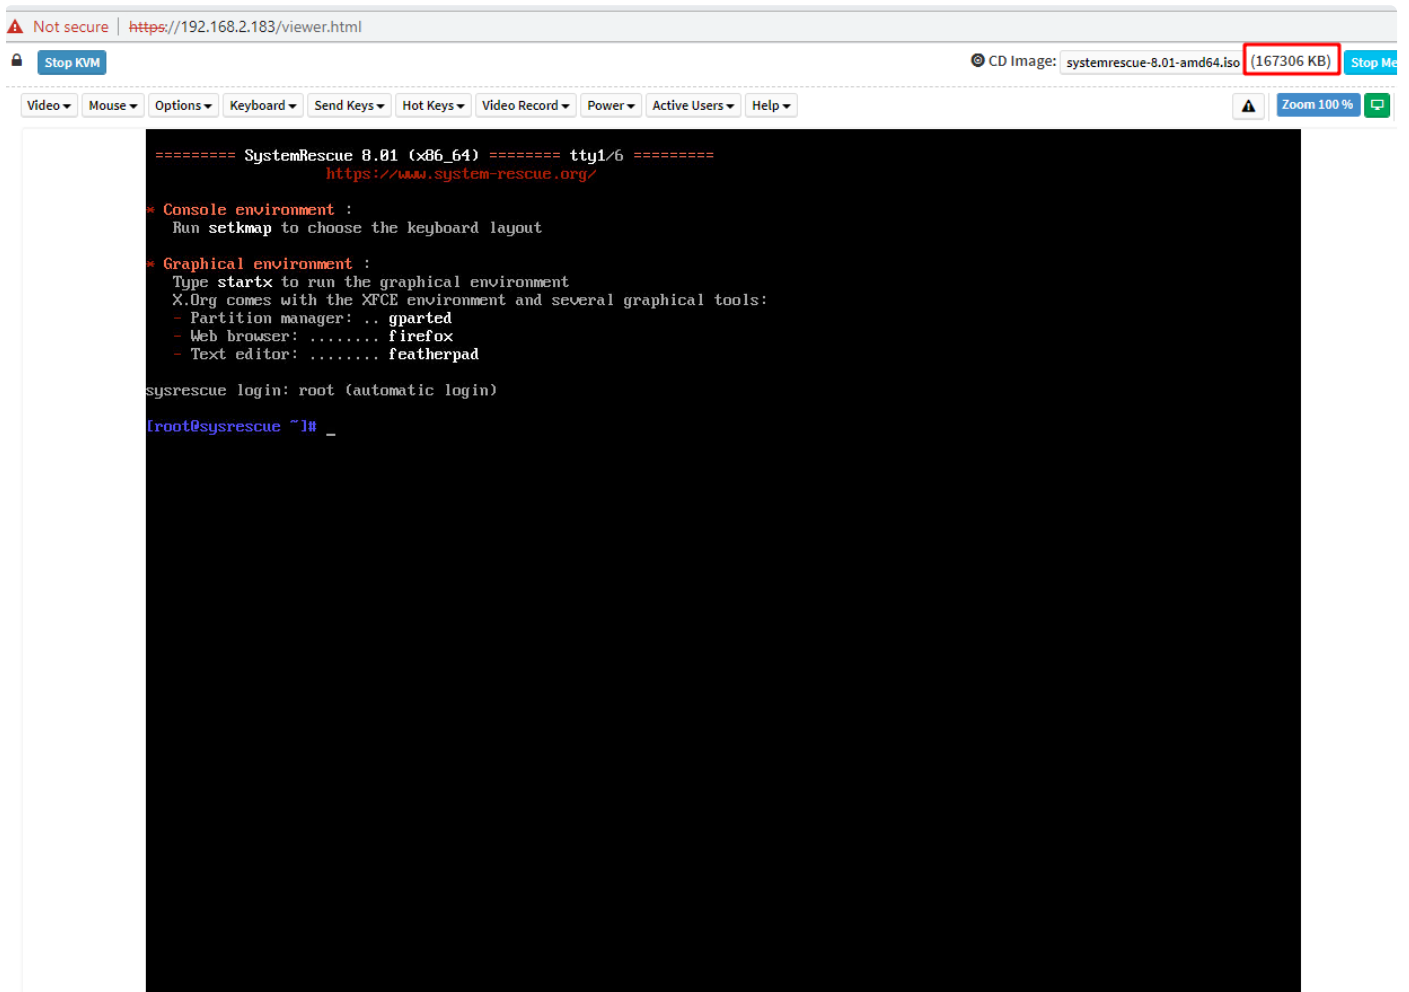 Not secure | https://192.168.2.183/viewer.html
Stop KVM CD Image: systemrescue-8.01-amd64.iso (167306 KB) Stop Me
Video Mouse Options Keyboard Send Keys Hot Keys Video Record Power Active Users Help Zoom 100 %
========= SystemRescue 8.01 (x86_64) ======== tty1/6 =========
https://www.system-rescue.org/
* Console environment :
Run setkmap to choose the keyboard layout
* Graphical environment :
Type startx to run the graphical environment
X.Org comes with the XFCE environment and several graphical tools:
- Partition manager: .. gparted
- Web browser: ........ firefox
- Text editor: ........ featherpad
sysrescue login: root (automatic login)
[root@sysrescue ~]# _